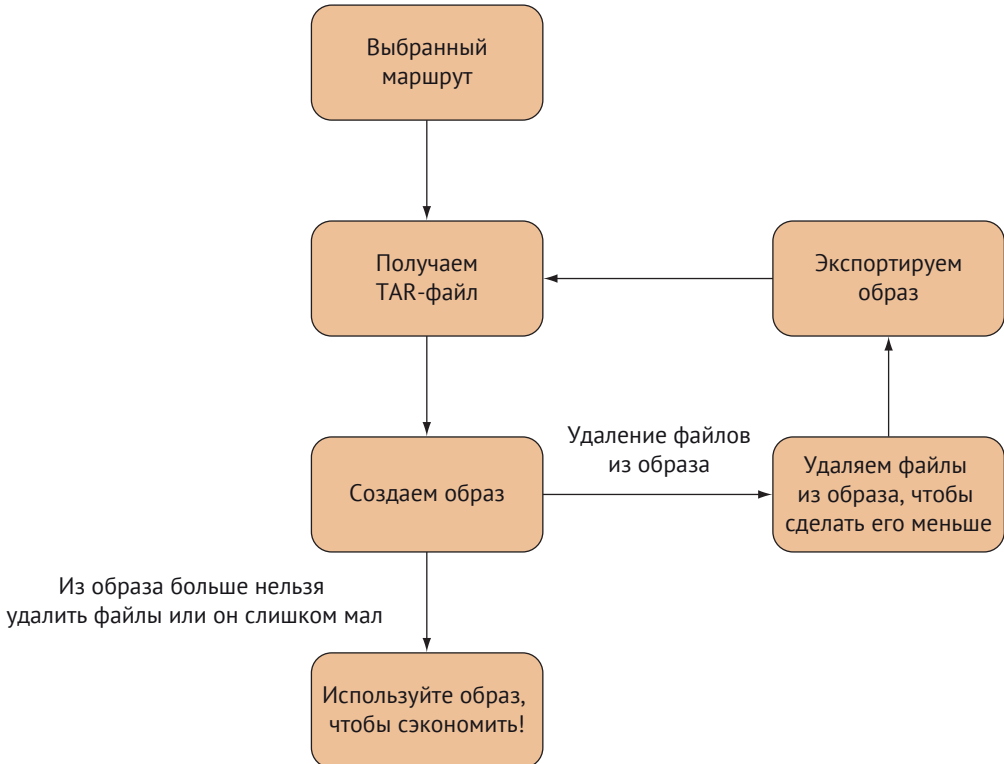 Выбранный
маршрут
Получаем
TAR-файл
Экспортируем
образ
Создаем образ
Удаление файлов
из образа
Удаляем файлы
из образа, чтобы
сделать его меньше
Из образа больше нельзя
удалить файлы или он слишком мал
Используйте образ,
чтобы сэкономить!